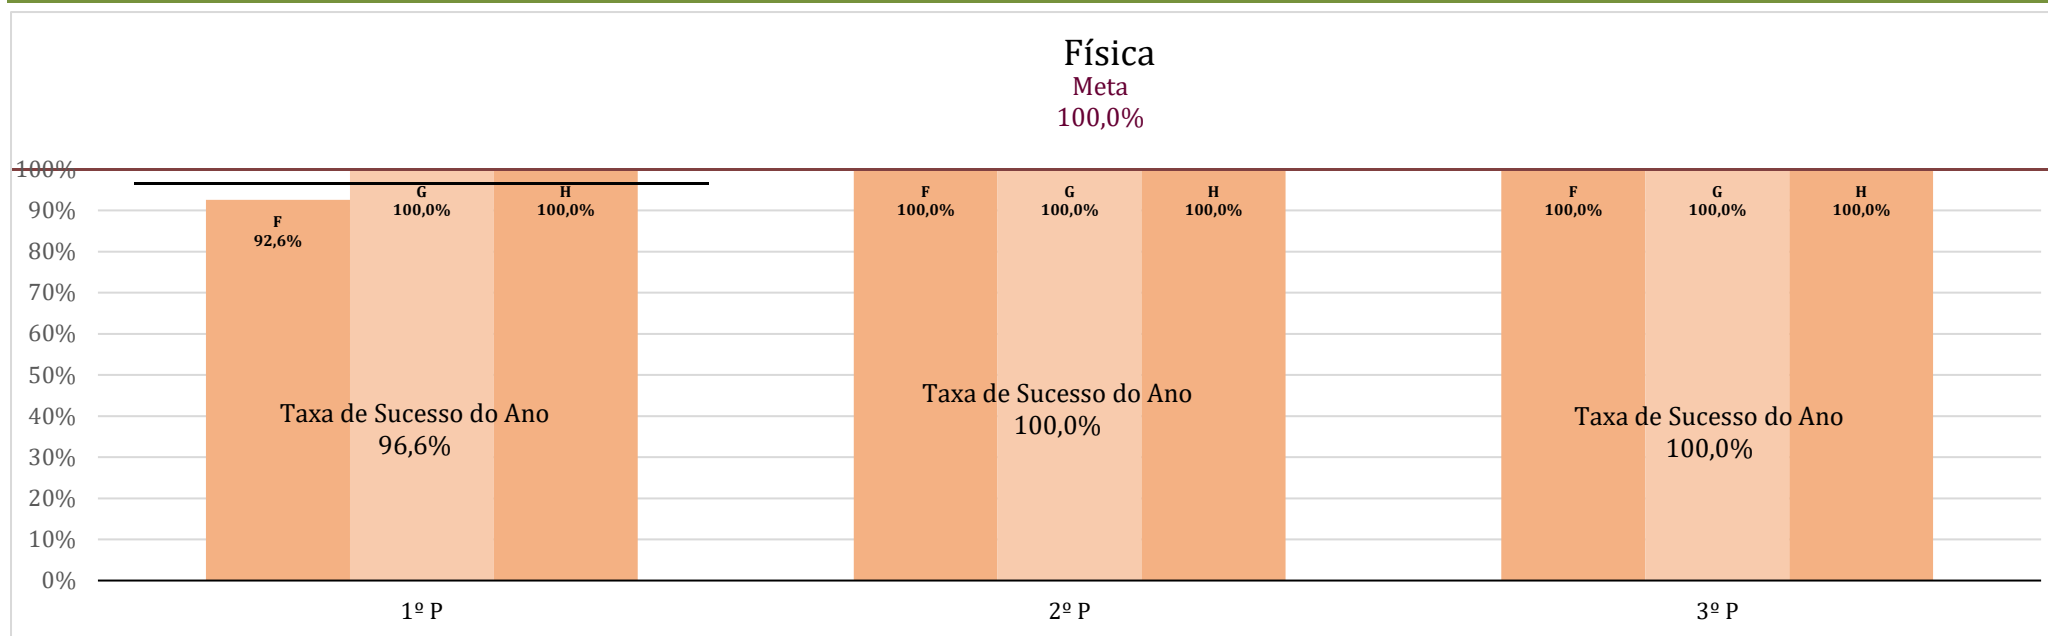 Física
Meta
100,0%
100%
90%
80%
70%
60%
50%
40%
30%
20%
10%
0%
F
92,6%
G
100,0%
H
100,0%
Taxa de Sucesso do Ano
96,6%
1º P
F
100,0%
G
100,0%
H
100,0%
Taxa de Sucesso do Ano
100,0%
2º P
F
100,0%
G
100,0%
H
100,0%
Taxa de Sucesso do Ano
100,0%
3º P